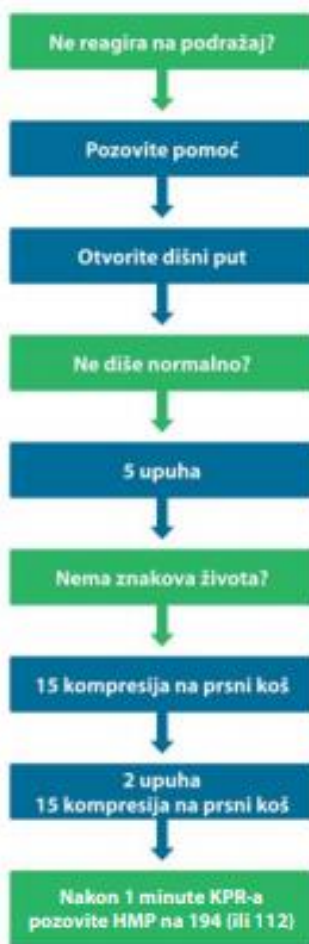 Ne reagira na podražaj?
Pozovite pomoć
Otvorite dišni put
Ne diše normalno?
5 upuha
Nema znakova života?
15 kompresija na prsni koš
2 upuha
15 kompresija na prsni koš
Nakon 1 minute KPR-a
pozovite HMP na 194 (ili 112)